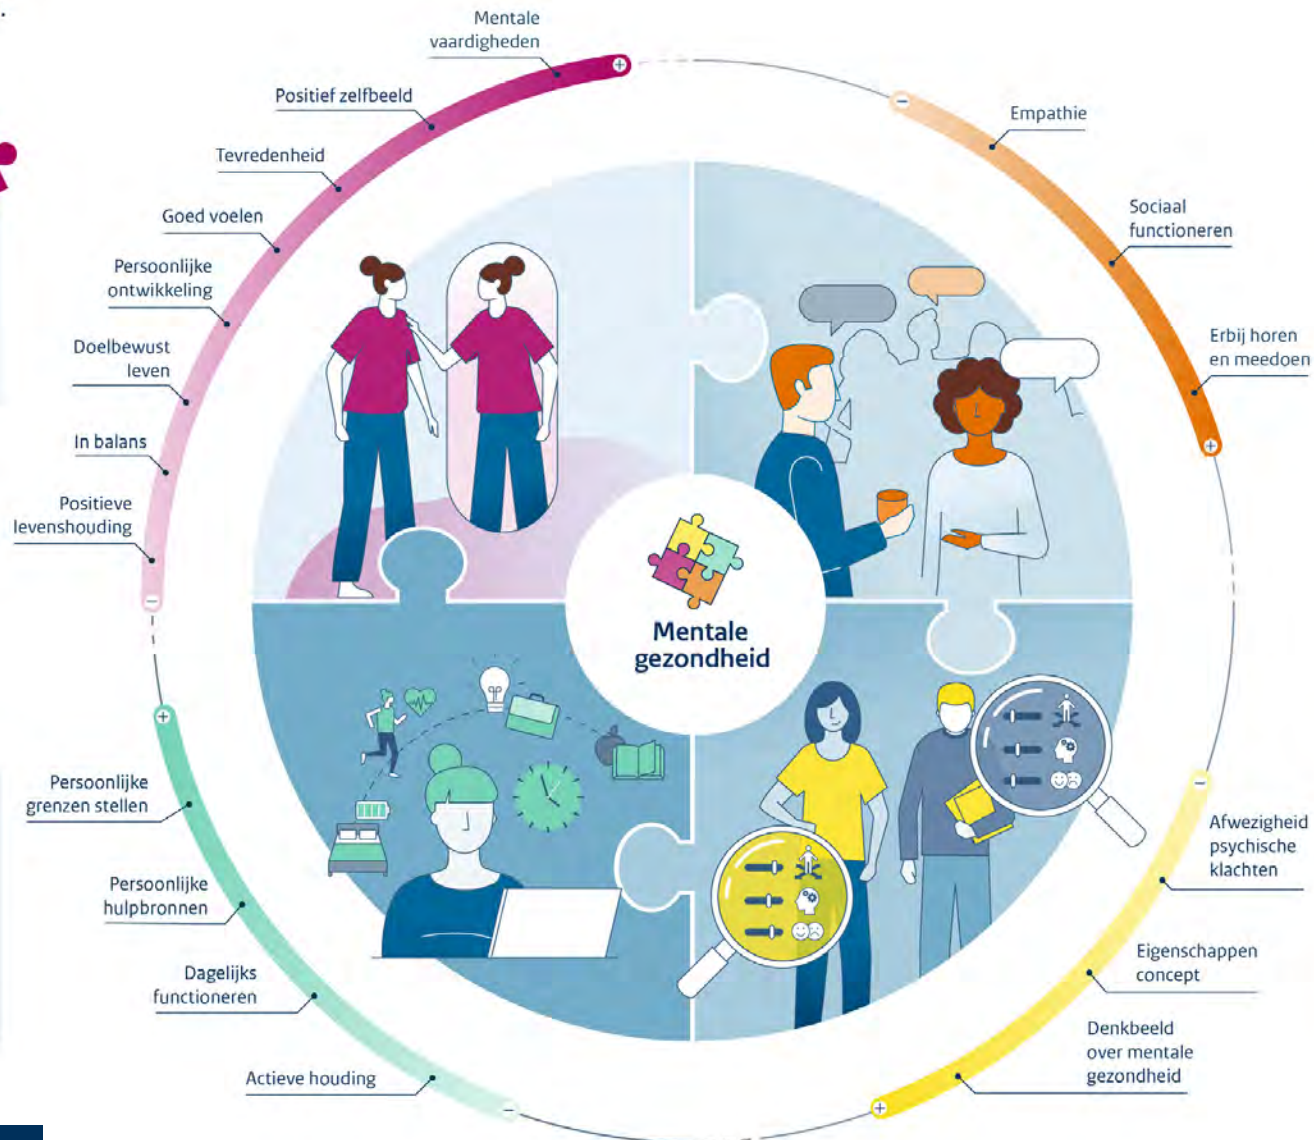 Mentale
vaardigheden
Positief zelfbeeld
Tevredenheid
Goed voelen
Persoonlijke
ontwikkeling
Doelbewust
leven
In balans
Positieve
levenshouding
Empathie
Sociaal
functioneren
Erbij horen
en meedoen
Mentale
gezondheid
Persoonlijke
grenzen stellen
Persoonlijke
hulpbronnen
Dagelijks
functioneren
Actieve houding
Afwezigheid
psychische
klachten
Eigenschappen
concept
Denkbeeld
over mentale
gezondheid